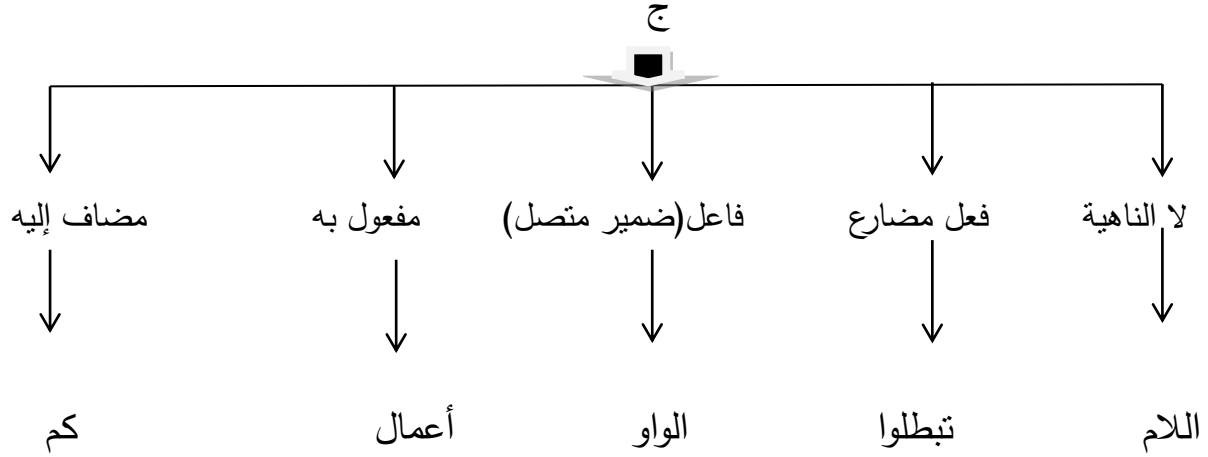 ج
لا الناهية فعل مضارع فاعل(ضمير متصل) مفعول به مضاف إليه
اللام تبطلوا الواو أعمال كم